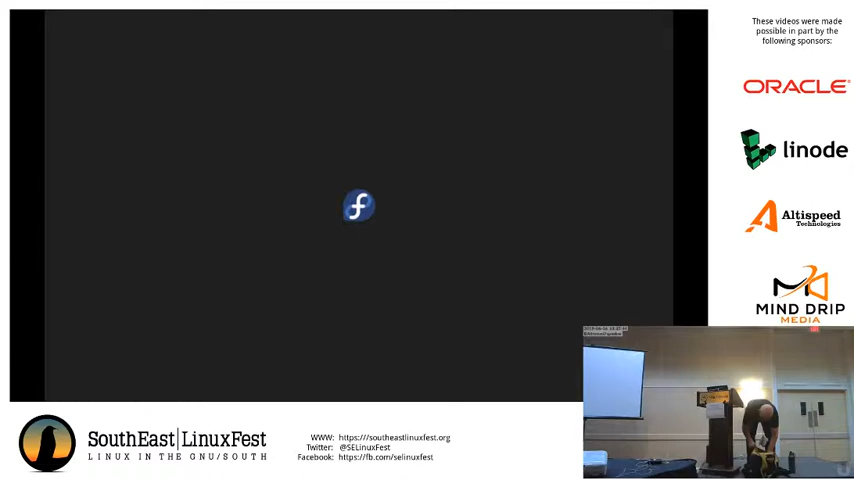 These videos were made
possible in part by the
following sponsors:
ORACLE
linode
Altispeed
Technologies
MIND DRIP
MEDIA
SouthEast|LinuxFest
LINUX IN THE GNU/SOUTH
WWW: https://southeastlinuxfest.org
Twitter: @SELinuxFest
Facebook: https://fb.com/selinuxfest